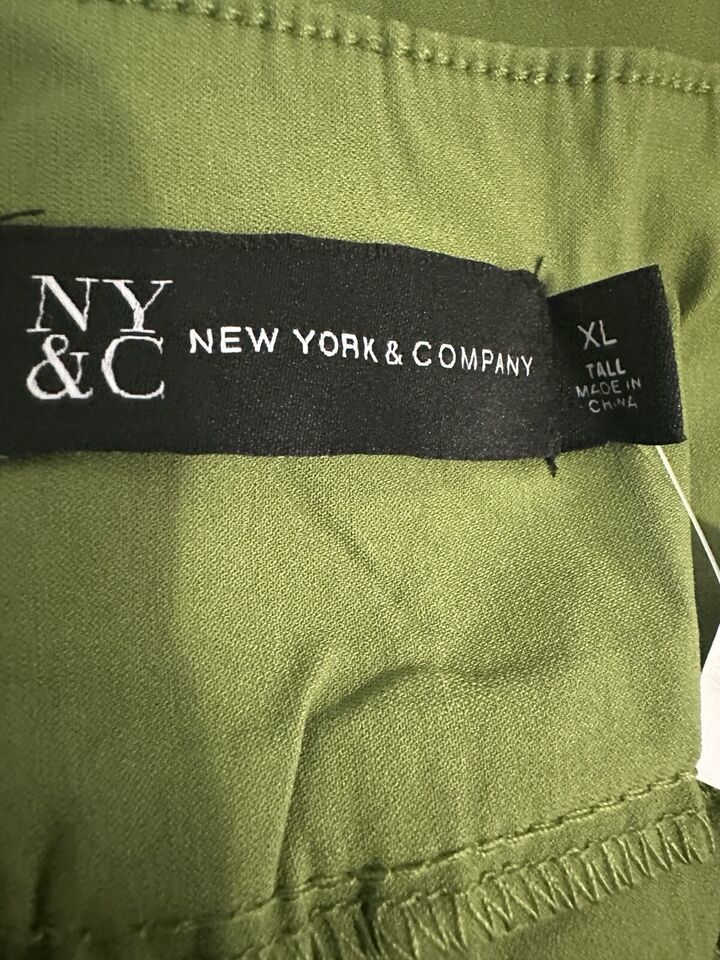 NY
&C
NEW YORK & COMPANY
XL
TALL
MADE IN
CHINA